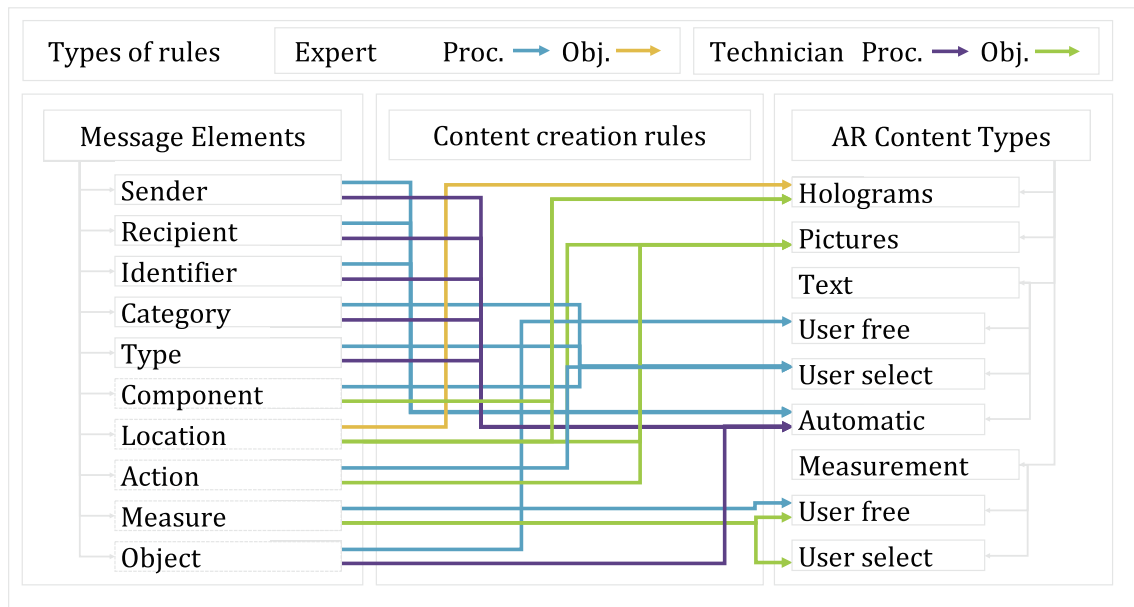 Types of rules Expert Proc. Obj. Technician Proc. Obj.
Message Elements
Sender
Recipient
Identifier
Category
Type
Component
Location
Action
Measure
Object
Content creation rules
AR Content Types
Holograms
Pictures
Text
User free
User select
Automatic
Measurement
User free
User select